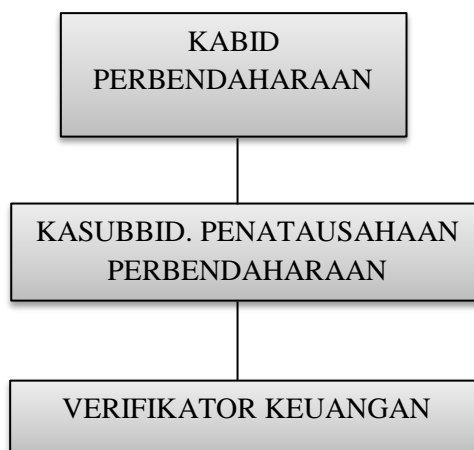 KABID
PERBENDAHARAAN
KASUBBID. PENATAUSAHAAN
PERBENDAHARAAN
VERIFIKATOR KEUANGAN